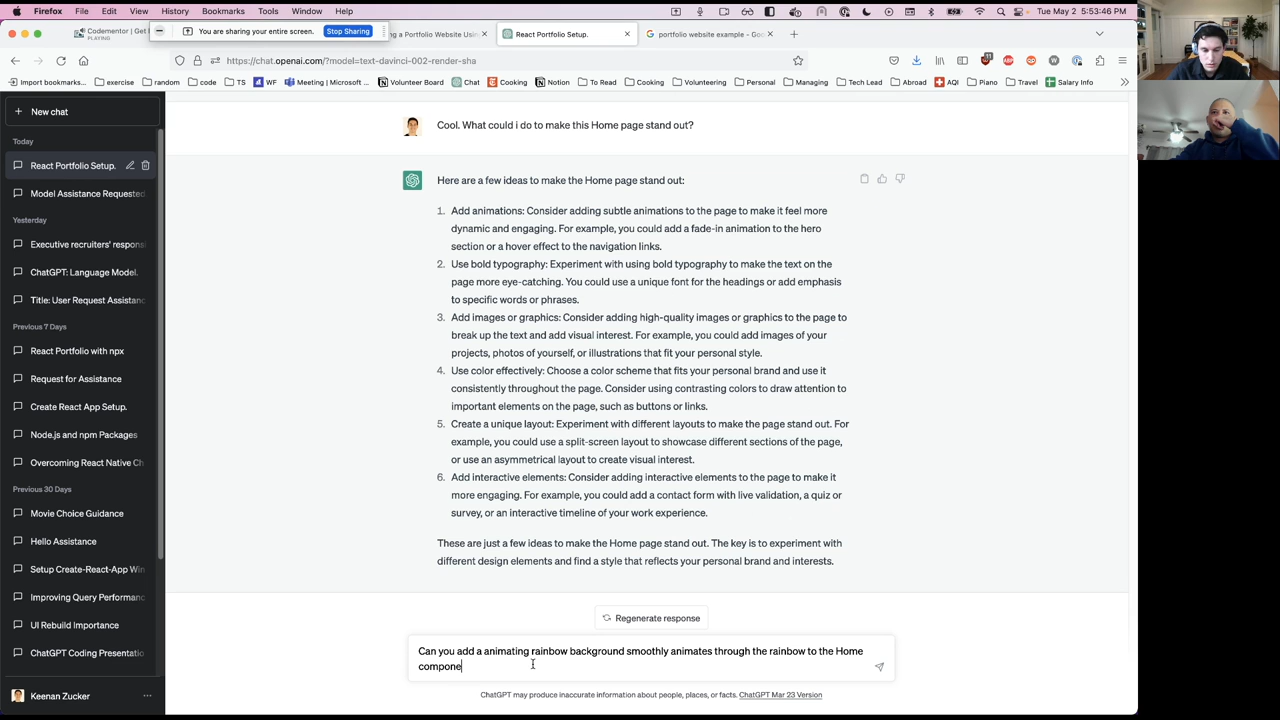 Firefox File Edit View History Bookmarks Tools Window Help
Tue May 2 5:53:46 PM
Codementor | Get
PLAYING
You are sharing your entire screen. Stop Sharing
g a Portfolio Website Using
React Portfolio Setup.
portfolio website example - Goo
https://chat.openai.com/?model=text-davinci-002-render-sha
Import bookmarks... exercise random code TS WF Meeting | Microsoft ... Volunteer Board Chat Cooking Notion To Read Cooking Volunteering Personal Managing Tech Lead Abroad AQI Piano Travel Salary Info
New chat
Today
React Portfolio Setup.
Model Assistance Requested
Yesterday
Executive recruiters' responsi
ChatGPT: Language Model.
Title: User Request Assistanc
Previous 7 Days
React Portfolio with npx
Request for Assistance
Create React App Setup.
Node.js and npm Packages
Overcoming React Native Ch
Previous 30 Days
Movie Choice Guidance
Hello Assistance
Setup Create-React-App Win
Improving Query Performanc
UI Rebuild Importance
ChatGPT Coding Presentatio
Keenan Zucker
Cool. What could i do to make this Home page stand out?
Here are a few ideas to make the Home page stand out:
1. Add animations: Consider adding subtle animations to the page to make it feel more
dynamic and engaging. For example, you could add a fade-in animation to the hero
section or a hover effect to the navigation links.
2. Use bold typography: Experiment with using bold typography to make the text on the
page more eye-catching. You could use a unique font for the headings or add emphasis
to specific words or phrases.
3. Add images or graphics: Consider adding high-quality images or graphics to the page to
break up the text and add visual interest. For example, you could add images of your
projects, photos of yourself, or illustrations that fit your personal style.
4. Use color effectively: Choose a color scheme that fits your personal brand and use it
consistently throughout the page. Consider using contrasting colors to draw attention to
important elements on the page, such as buttons or links.
5. Create a unique layout: Experiment with different layouts to make the page stand out. For
example, you could use a split-screen layout to showcase different sections of the page,
or use an asymmetrical layout to create visual interest.
6. Add interactive elements: Consider adding interactive elements to the page to make it
more engaging. For example, you could add a contact form with live validation, a quiz or
survey, or an interactive timeline of your work experience.
These are just a few ideas to make the Home page stand out. The key is to experiment with
different design elements and find a style that reflects your personal brand and interests.
Regenerate response
Can you add a animating rainbow background smoothly animates through the rainbow to the Home
compone
ChatGPT may produce inaccurate information about people, places, or facts. ChatGPT Mar 23 Version